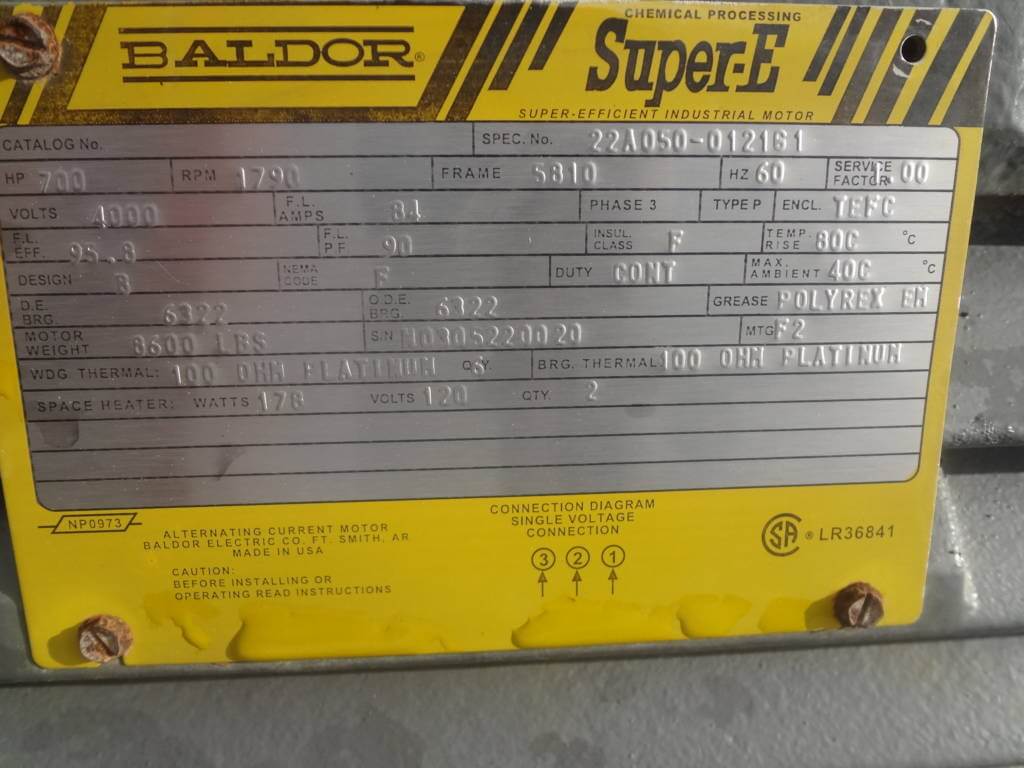 CHEMICAL PROCESSING
BALDOR® Super-E
SUPER-EFFICIENT INDUSTRIAL MOTOR
CATALOG No. SPEC. No. 22A050-0121G1
HP 700 RPM 1790 FRAME 5810 HZ 60 SERVICE FACTOR 1.00
VOLTS 4000 F.L. AMPS 84 PHASE 3 TYPE P ENCL. TEFC
F.L. EFF. 95.8 F.L. P.F. 90 INSUL. CLASS F TEMP. RISE 80C °C
DESIGN B NEMA CODE F DUTY CONT MAX. AMBIENT 40C °C
D.E. BRG. 6322 O.D.E. BRG. 6322 GREASE POLYREX EM
MOTOR WEIGHT 8600 LBS S/N M0305220020 MTG F2
WDG THERMAL: 100 OHM PLATINUM QTY. BRG. THERMAL: 100 OHM PLATINUM
SPACE HEATER: WATTS 178 VOLTS 120 QTY. 2
NP0973
ALTERNATING CURRENT MOTOR
BALDOR ELECTRIC CO. FT. SMITH, AR
MADE IN USA
CAUTION:
BEFORE INSTALLING OR
OPERATING READ INSTRUCTIONS
CONNECTION DIAGRAM
SINGLE VOLTAGE
CONNECTION
3 2 1
SA ® LR36841